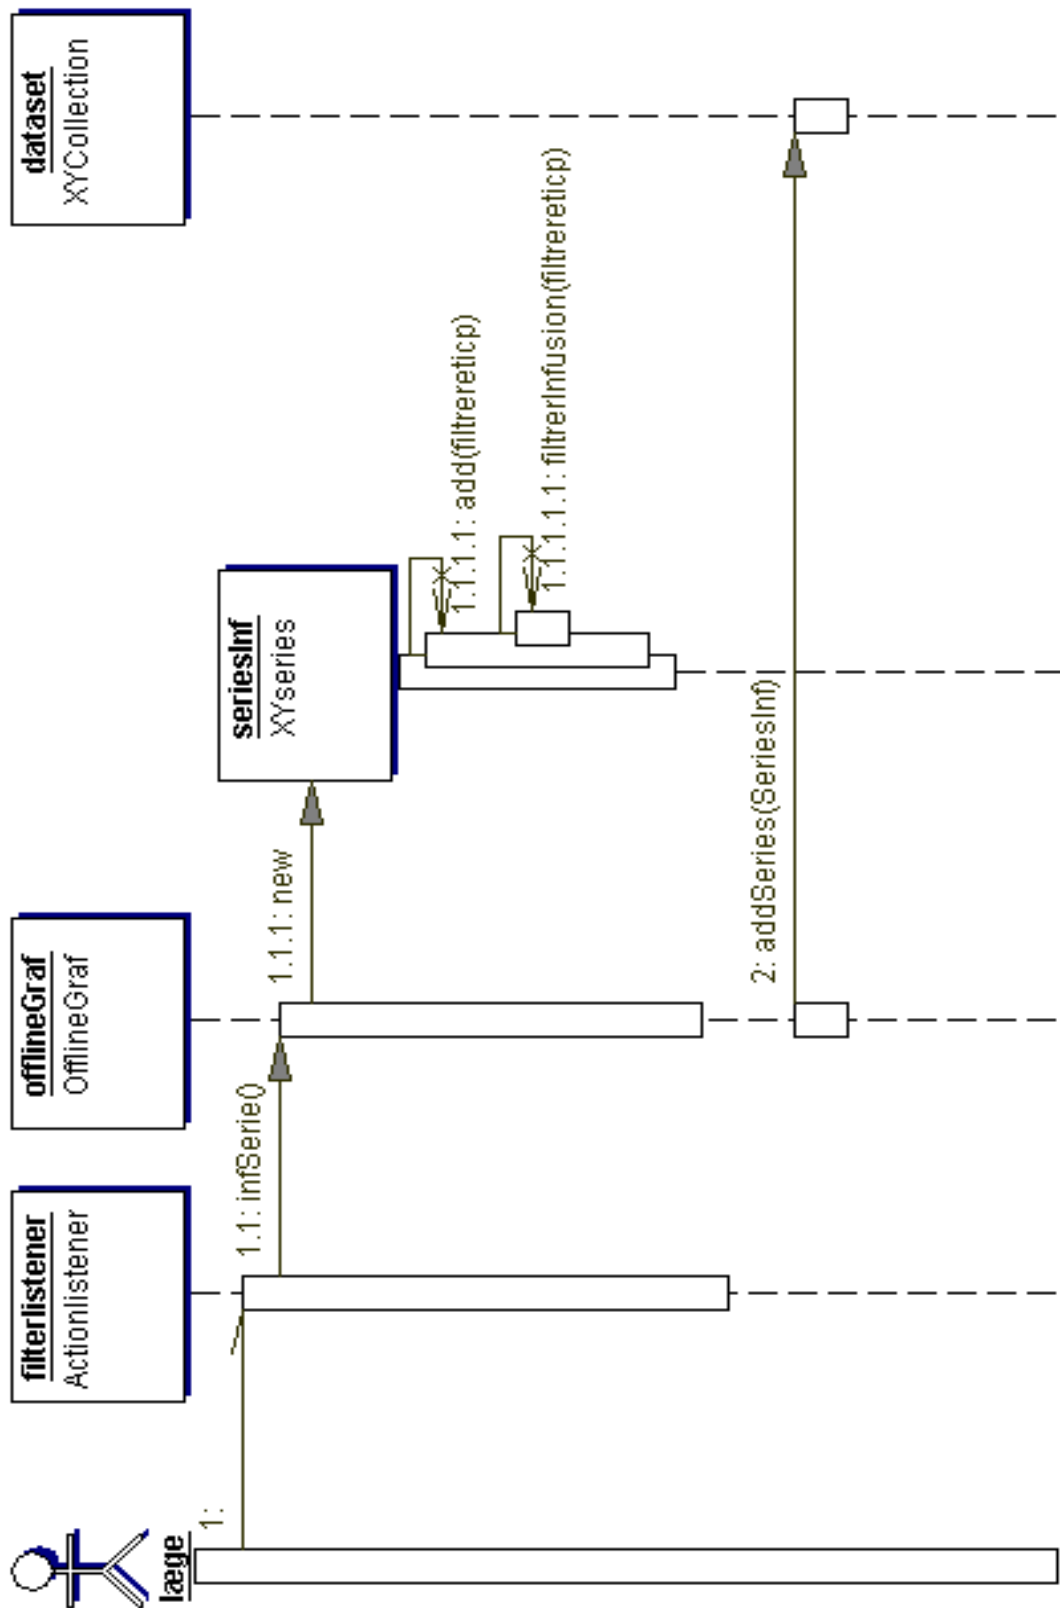 læge
filterlistener
Actionlistener
offlineGraf
OfflineGraf
dataset
XYCollection
1:
1.1: infSerie()
1.1.1: new
seriesInf
XYseries
1.1.1.1: add(filtrereticp)
1.1.1.1.1: filtrerInfusion(filtrereticp)
2: addSeries(SeriesInf)